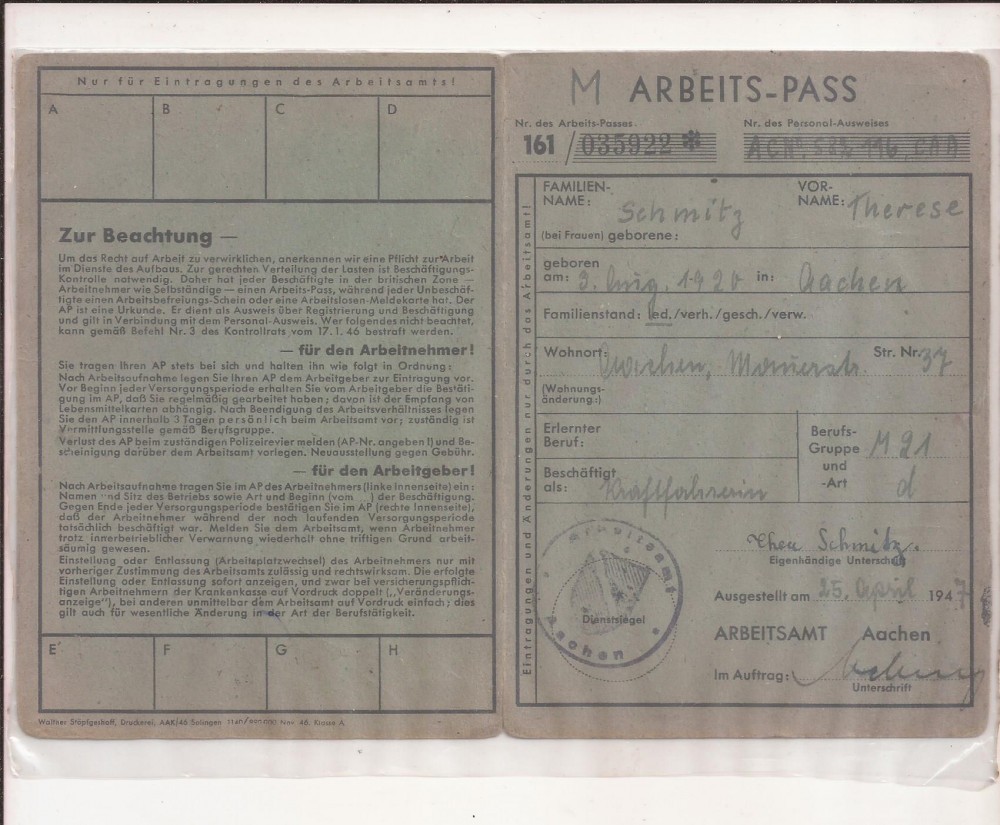 Nur für Eintragungen des Arbeitsamts!
A B C D
Zur Beachtung —
Um das Recht auf Arbeit zu verwirklichen, anerkennen wir eine Pflicht zur Arbeit
im Dienste des Aufbaus. Zur gerechten Verteilung der Lasten ist Beschäftigungs-
Kontrolle notwendig. Daher hat jeder Beschäftigte in der britischen Zone —
Arbeitnehmer wie Selbständige — einen Arbeits-Pass, während jeder Unbeschäf-
tigte einen Arbeitsbefreiungs-Schein oder eine Arbeitslosen-Meldekarte hat. Der
AP ist eine Urkunde. Er dient als Ausweis über Registrierung und Beschäftigung
und gilt in Verbindung mit dem Personal-Ausweis. Wer folgendes nicht beachtet,
kann gemäß Befehl Nr. 3 des Kontrollrats vom 17. 1. 46 bestraft werden.
— für den Arbeitnehmer!
Sie tragen Ihren AP stets bei sich und halten ihn wie folgt in Ordnung:
Nach Arbeitsaufnahme legen Sie Ihren AP dem Arbeitgeber zur Eintragung vor.
Vor Beginn jeder Versorgungsperiode erhalten Sie vom Arbeitgeber die Bestäti-
gung im AP, daß Sie regelmäßig gearbeitet haben; davon ist der Empfang von
Lebensmittelkarten abhängig. Nach Beendigung des Arbeitsverhältnisses legen
Sie den AP innerhalb 3 Tagen persönlich beim Arbeitsamt vor; zuständig ist
Vermittlungsstelle gemäß Berufsgruppe.
Verlust des AP beim zuständigen Polizeirevier melden (AP-Nr. angeben!) und Be-
scheinigung darüber dem Arbeitsamt vorlegen. Neuausstellung gegen Gebühr.
— für den Arbeitgeber!
Nach Arbeitsaufnahme tragen Sie im AP des Arbeitnehmers (linke Innenseite) ein:
Namen und Sitz des Betriebs sowie Art und Beginn (vom ...) der Beschäftigung.
Gegen Ende jeder Versorgungsperiode bestätigen Sie im AP (rechte Innenseite),
daß der Arbeitnehmer während der noch laufenden Versorgungsperiode
tatsächlich beschäftigt war. Melden Sie dem Arbeitsamt, wenn Arbeitnehmer
trotz innerbetrieblicher Verwarnung wiederholt ohne triftigen Grund arbeit-
säumig gewesen.
Einstellung oder Entlassung (Arbeitsplatzwechsel) des Arbeitnehmers nur mit
vorheriger Zustimmung des Arbeitsamts zulässig und rechtswirksam. Die erfolgte
Einstellung oder Entlassung sofort anzeigen, und zwar bei versicherungspflich-
tigen Arbeitnehmern der Krankenkasse auf Vordruck doppelt („Veränderungs-
anzeige"), bei anderen unmittelbar dem Arbeitsamt auf Vordruck einfach; dies
gilt auch für wesentliche Änderung in der Art der Berufstätigkeit.
E F G H
Druckerei, AAK/46 Solingen Nov 46. Klasse A
M ARBEITS-PASS
Nr. des Arbeits-Passes Nr. des Personal-Ausweises
161 / 035922 *
Eintragungen und Änderungen nur durch das Arbeitsamt!
FAMILIEN-NAME: Schmitz VOR-NAME: Therese
(bei Frauen) geborene:
geboren am: 3. Aug. 1920 in: Aachen
Familienstand: led./verh./gesch./verw.
Wohnort: Aachen, Mauerstr. Str. Nr. 37
(Wohnungs-änderung:)
Erlernter Beruf:
Beschäftigt als: Kraftfahrerin
Berufs-Gruppe und -Art M 21 d
Arbeitsamt Aachen
Dienstsiegel
Schmitz.
Eigenhändige Unterschrift
Ausgestellt am 25. April 1947
ARBEITSAMT Aachen
Im Auftrag:
Unterschrift